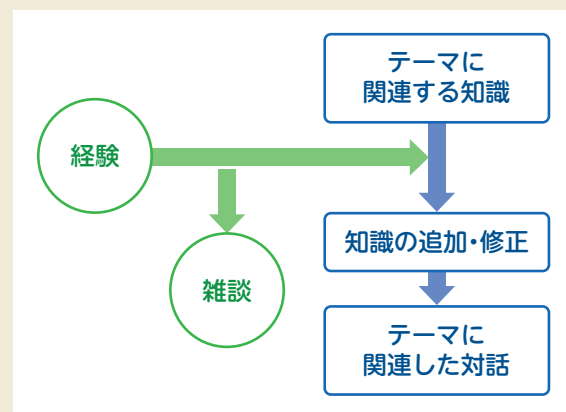 テーマに
関連する知識
経験
知識の追加・修正
雑談
テーマに
関連した対話